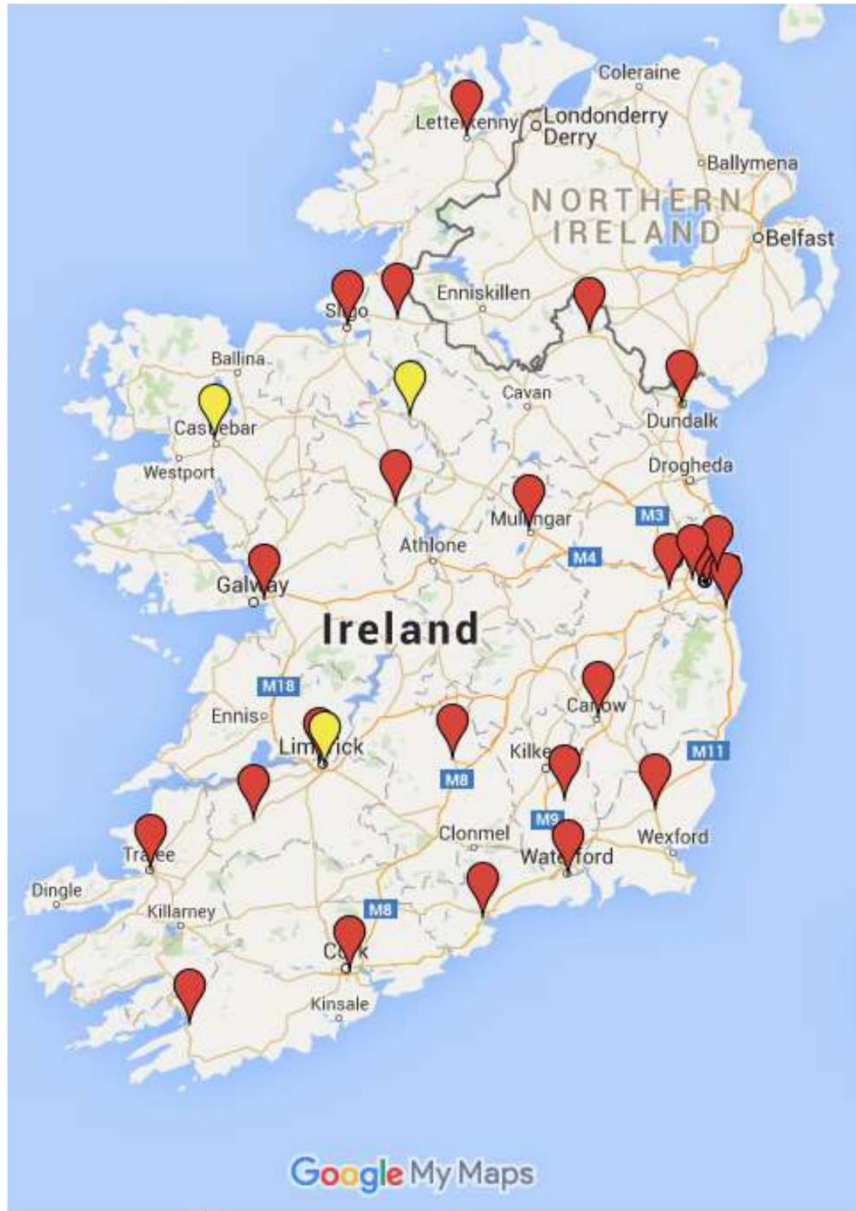 Coleraine
Letterkenny
Londonderry
Derry
Ballymena
NORTHERN
IRELAND
Belfast
Enniskillen
Sligo
Ballina
Cavan
Castlebar
Dundalk
Westport
Drogheda
M3
Mullingar
Athlone
M4
Galway
Ireland
M18
Ennis
Carlow
Limerick
Kilkenny
M11
M8
M9
Clonmel
Wexford
Tralee
Waterford
Dingle
Killarney
M8
Cork
Kinsale
Google My Maps